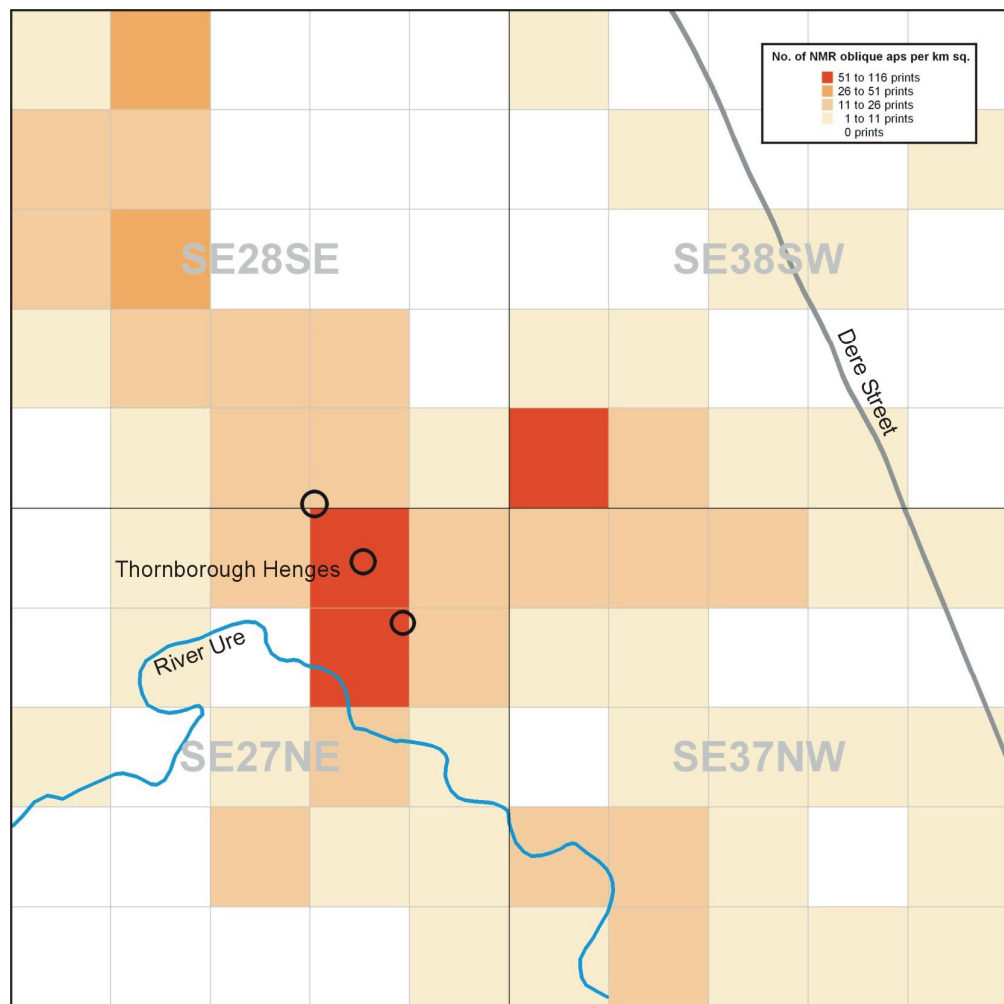 No. of NMR oblique aps per km sq.
51 to 116 prints
26 to 51 prints
11 to 26 prints
1 to 11 prints
0 prints
SE28SE
SE38SW
Dere Street
Thornborough Henges
River Ure
SE27NE
SE37NW